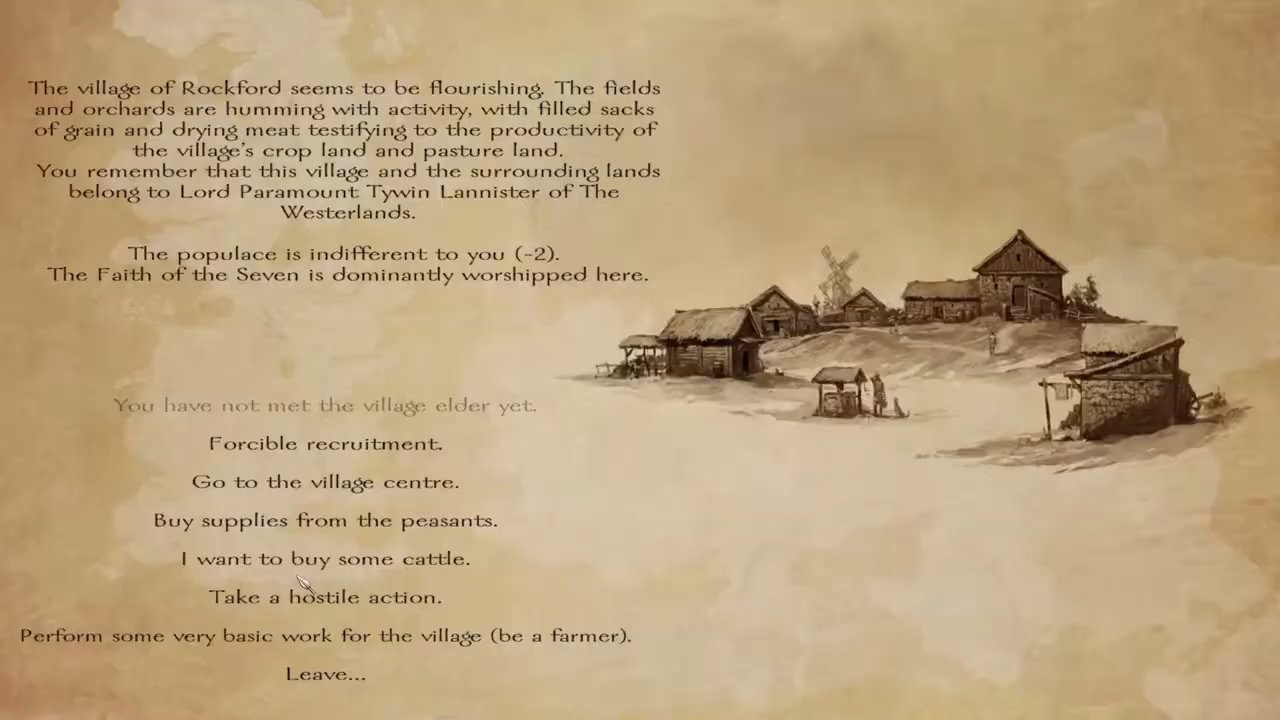 The village of Rockford seems to be flourishing. The fields
and orchards are humming with activity, with filled sacks
of grain and drying meat testifying to the productivity of
the village's crop land and pasture land.
You remember that this village and the surrounding lands
belong to Lord Paramount Tywin Lannister of The
Westerlands.
The populace is indifferent to you (-2).
The Faith of the Seven is dominantly worshipped here.
You have not met the village elder yet.
Forcible recruitment.
Go to the village centre.
Buy supplies from the peasants.
I want to buy some cattle.
Take a hostile action.
Perform some very basic work for the village (be a farmer).
Leave...